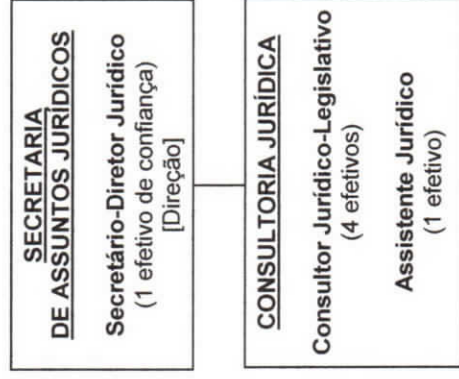 SECRETARIA
DE ASSUNTOS JURÍDICOS
Secretário-Diretor Jurídico
(1 efetivo de confiança)
[Direção]
CONSULTORIA JURÍDICA
Consultor Jurídico-Legislativo
(4 efetivos)
Assistente Jurídico
(1 efetivo)